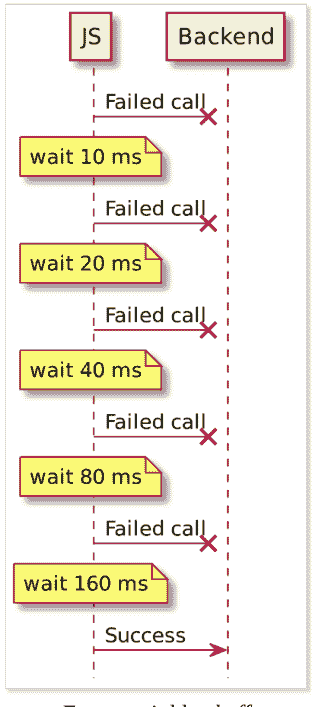 JS Backend
Failed call
wait 10 ms
Failed call
wait 20 ms
Failed call
wait 40 ms
Failed call
wait 80 ms
Failed call
wait 160 ms
Success